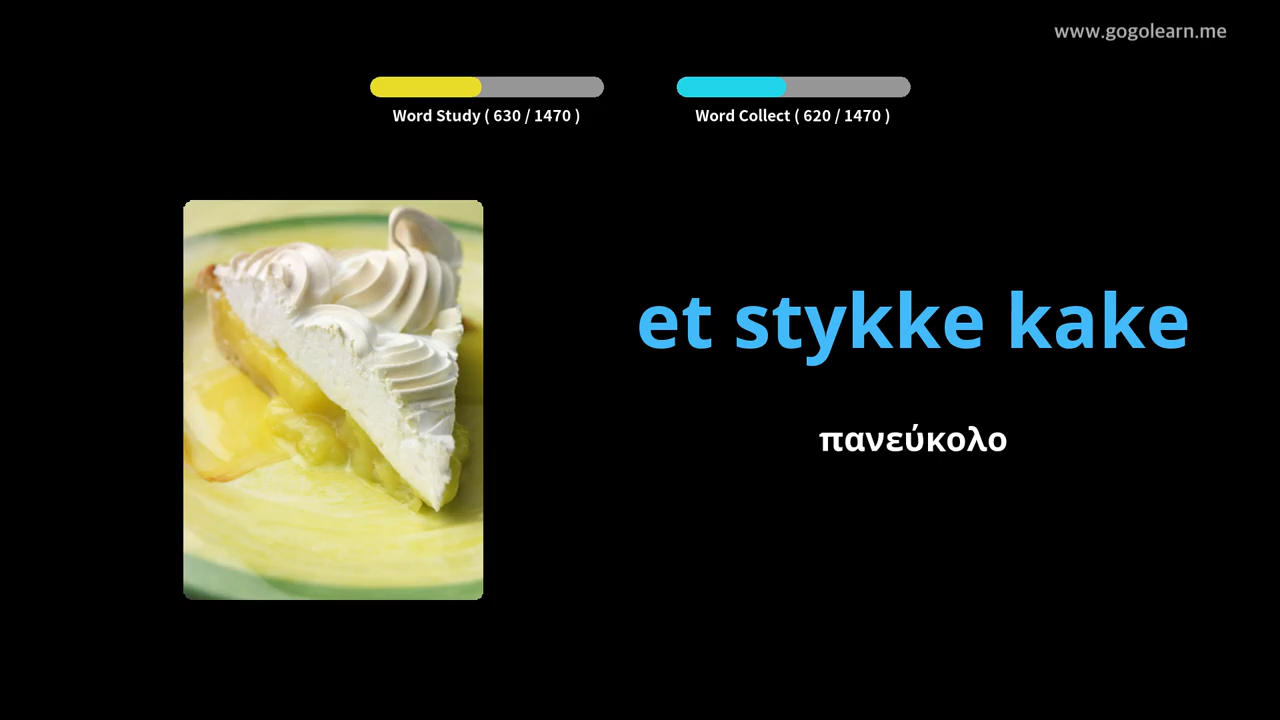 www.gogolearn.me
Word Study ( 630 / 1470 )
Word Collect ( 620 / 1470 )
et stykke kake
πανεύκολο